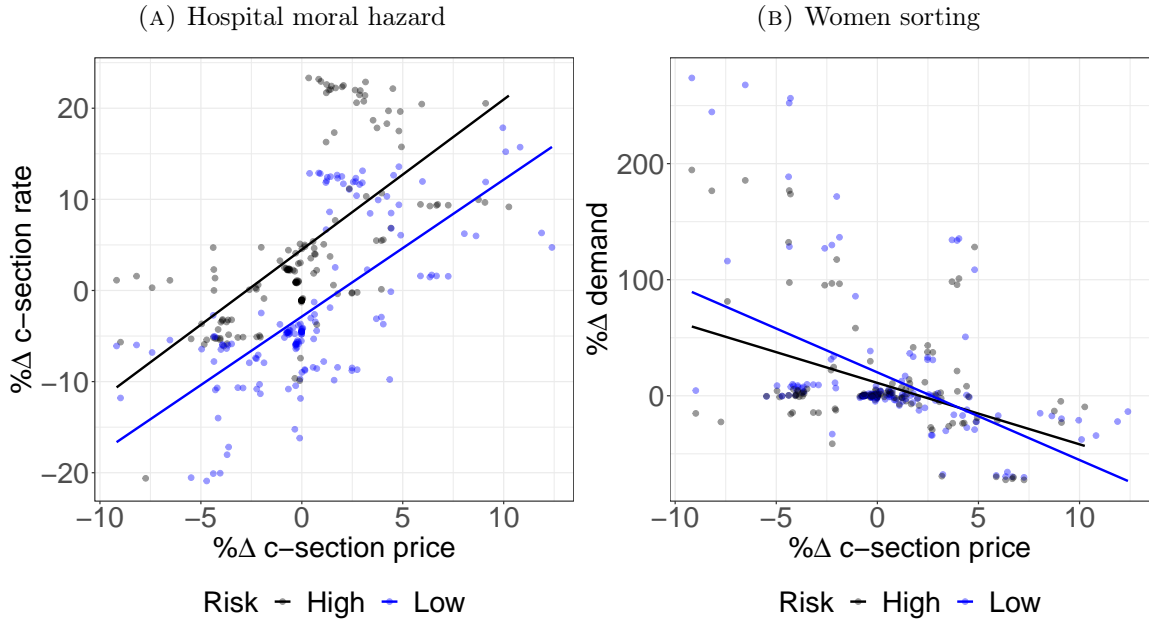 (A) Hospital moral hazard
(B) Women sorting
%Δ c−section rate
20
10
0
−10
−20
−10 −5 0 5 10
%Δ c−section price
Risk High Low
%Δ demand
200
100
0
−10 −5 0 5 10
%Δ c−section price
Risk High Low